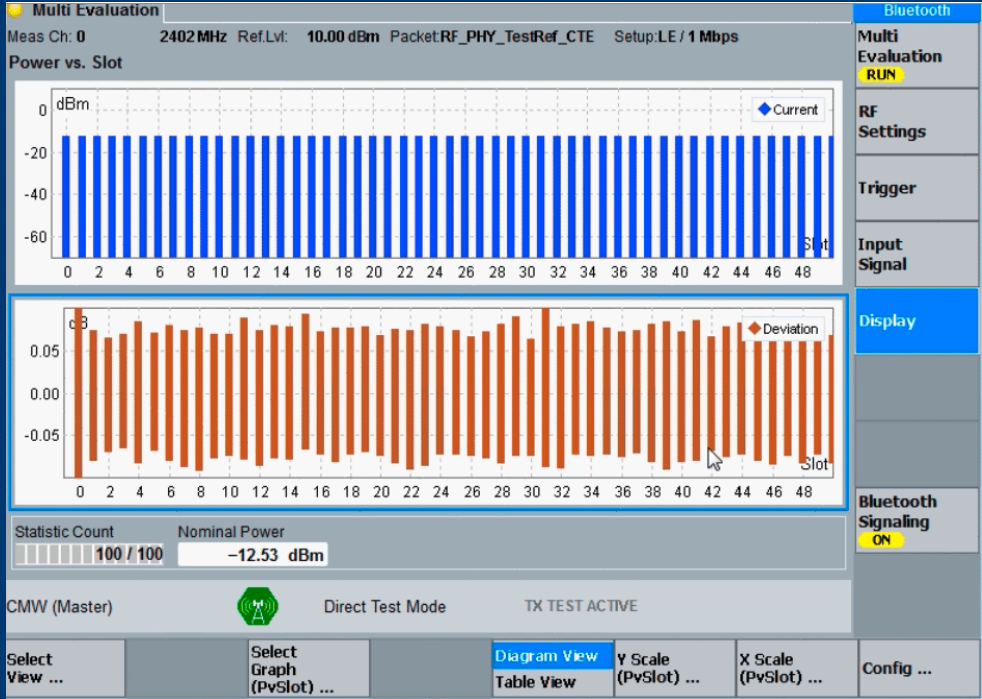 Multi Evaluation
Bluetooth
Meas Ch: 0 2402 MHz Ref.Lvl: 10.00 dBm Packet:RF_PHY_TestRef_CTE Setup:LE / 1 Mbps
Power vs. Slot
dBm
Current
0
-20
-40
-60
Slot
0 2 4 6 8 10 12 14 16 18 20 22 24 26 28 30 32 34 36 38 40 42 44 46 48
dB
Deviation
0.05
0.00
-0.05
Slot
0 2 4 6 8 10 12 14 16 18 20 22 24 26 28 30 32 34 36 38 40 42 44 46 48
Statistic Count Nominal Power
100 / 100 -12.53 dBm
CMW (Master) Direct Test Mode TX TEST ACTIVE
Multi
Evaluation
RUN
RF
Settings
Trigger
Input
Signal
Display
Bluetooth
Signaling
ON
Select
View ...
Select
Graph
(PvSlot) ...
Diagram View
Table View
Y Scale
(PvSlot) ...
X Scale
(PvSlot) ...
Config ...